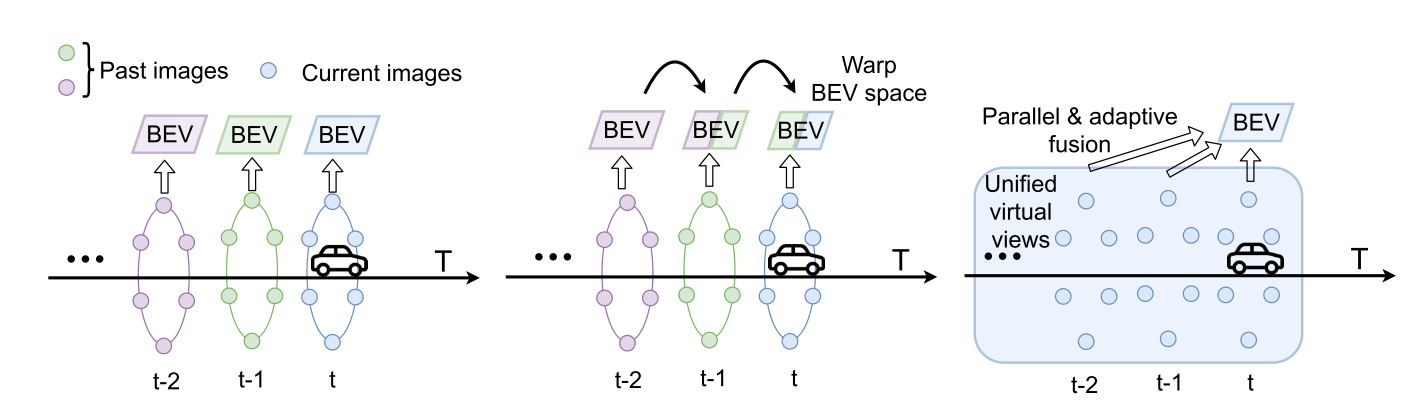 Past images
Current images
BEV
BEV
BEV
...
T
t-2
t-1
t
Warp
BEV space
BEV
BEV
BEV
...
T
t-2
t-1
t
Parallel & adaptive
fusion
BEV
Unified
virtual
views
...
T
t-2
t-1
t